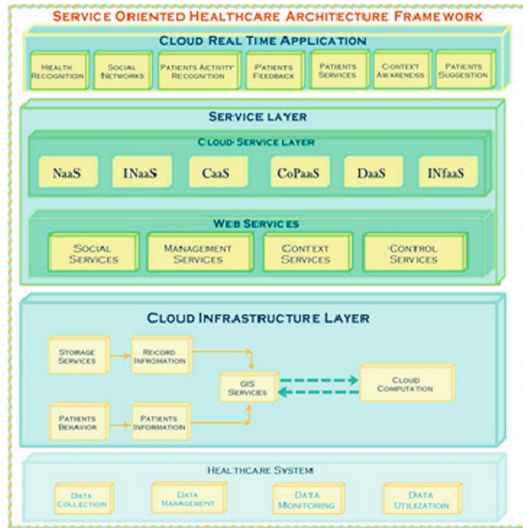 SERVICE ORIENTED HEALTHCARE ARCHITECTURE FRAMEWORK
CLOUD REAL TIME APPLICATION
HEALTH RECOGNITION
SOCIAL NETWORKS
PATIENTS ACTIVITY RECOGNITION
PATIENTS FEEDBACK
PATIENTS SERVICES
CONTEXT AWARENESS
PATIENTS SUGGESTION
SERVICE LAYER
CLOUD SERVICE LAYER
NaaS
INaaS
CaaS
CoPaaS
DaaS
INfaaS
WEB SERVICES
SOCIAL SERVICES
MANAGEMENT SERVICES
CONTEXT SERVICES
CONTROL SERVICES
CLOUD INFRASTRUCTURE LAYER
STORAGE SERVICES
RECORD INFROMATION
GIS SERVICES
CLOUD COMPUTATION
PATIENTS BEHAVIOR
PATIENTS INFORMATION
HEALTHCARE SYSTEM
DATA COLLECTION
DATA MANAGEMENT
DATA MONITORING
DATA UTILIZATION